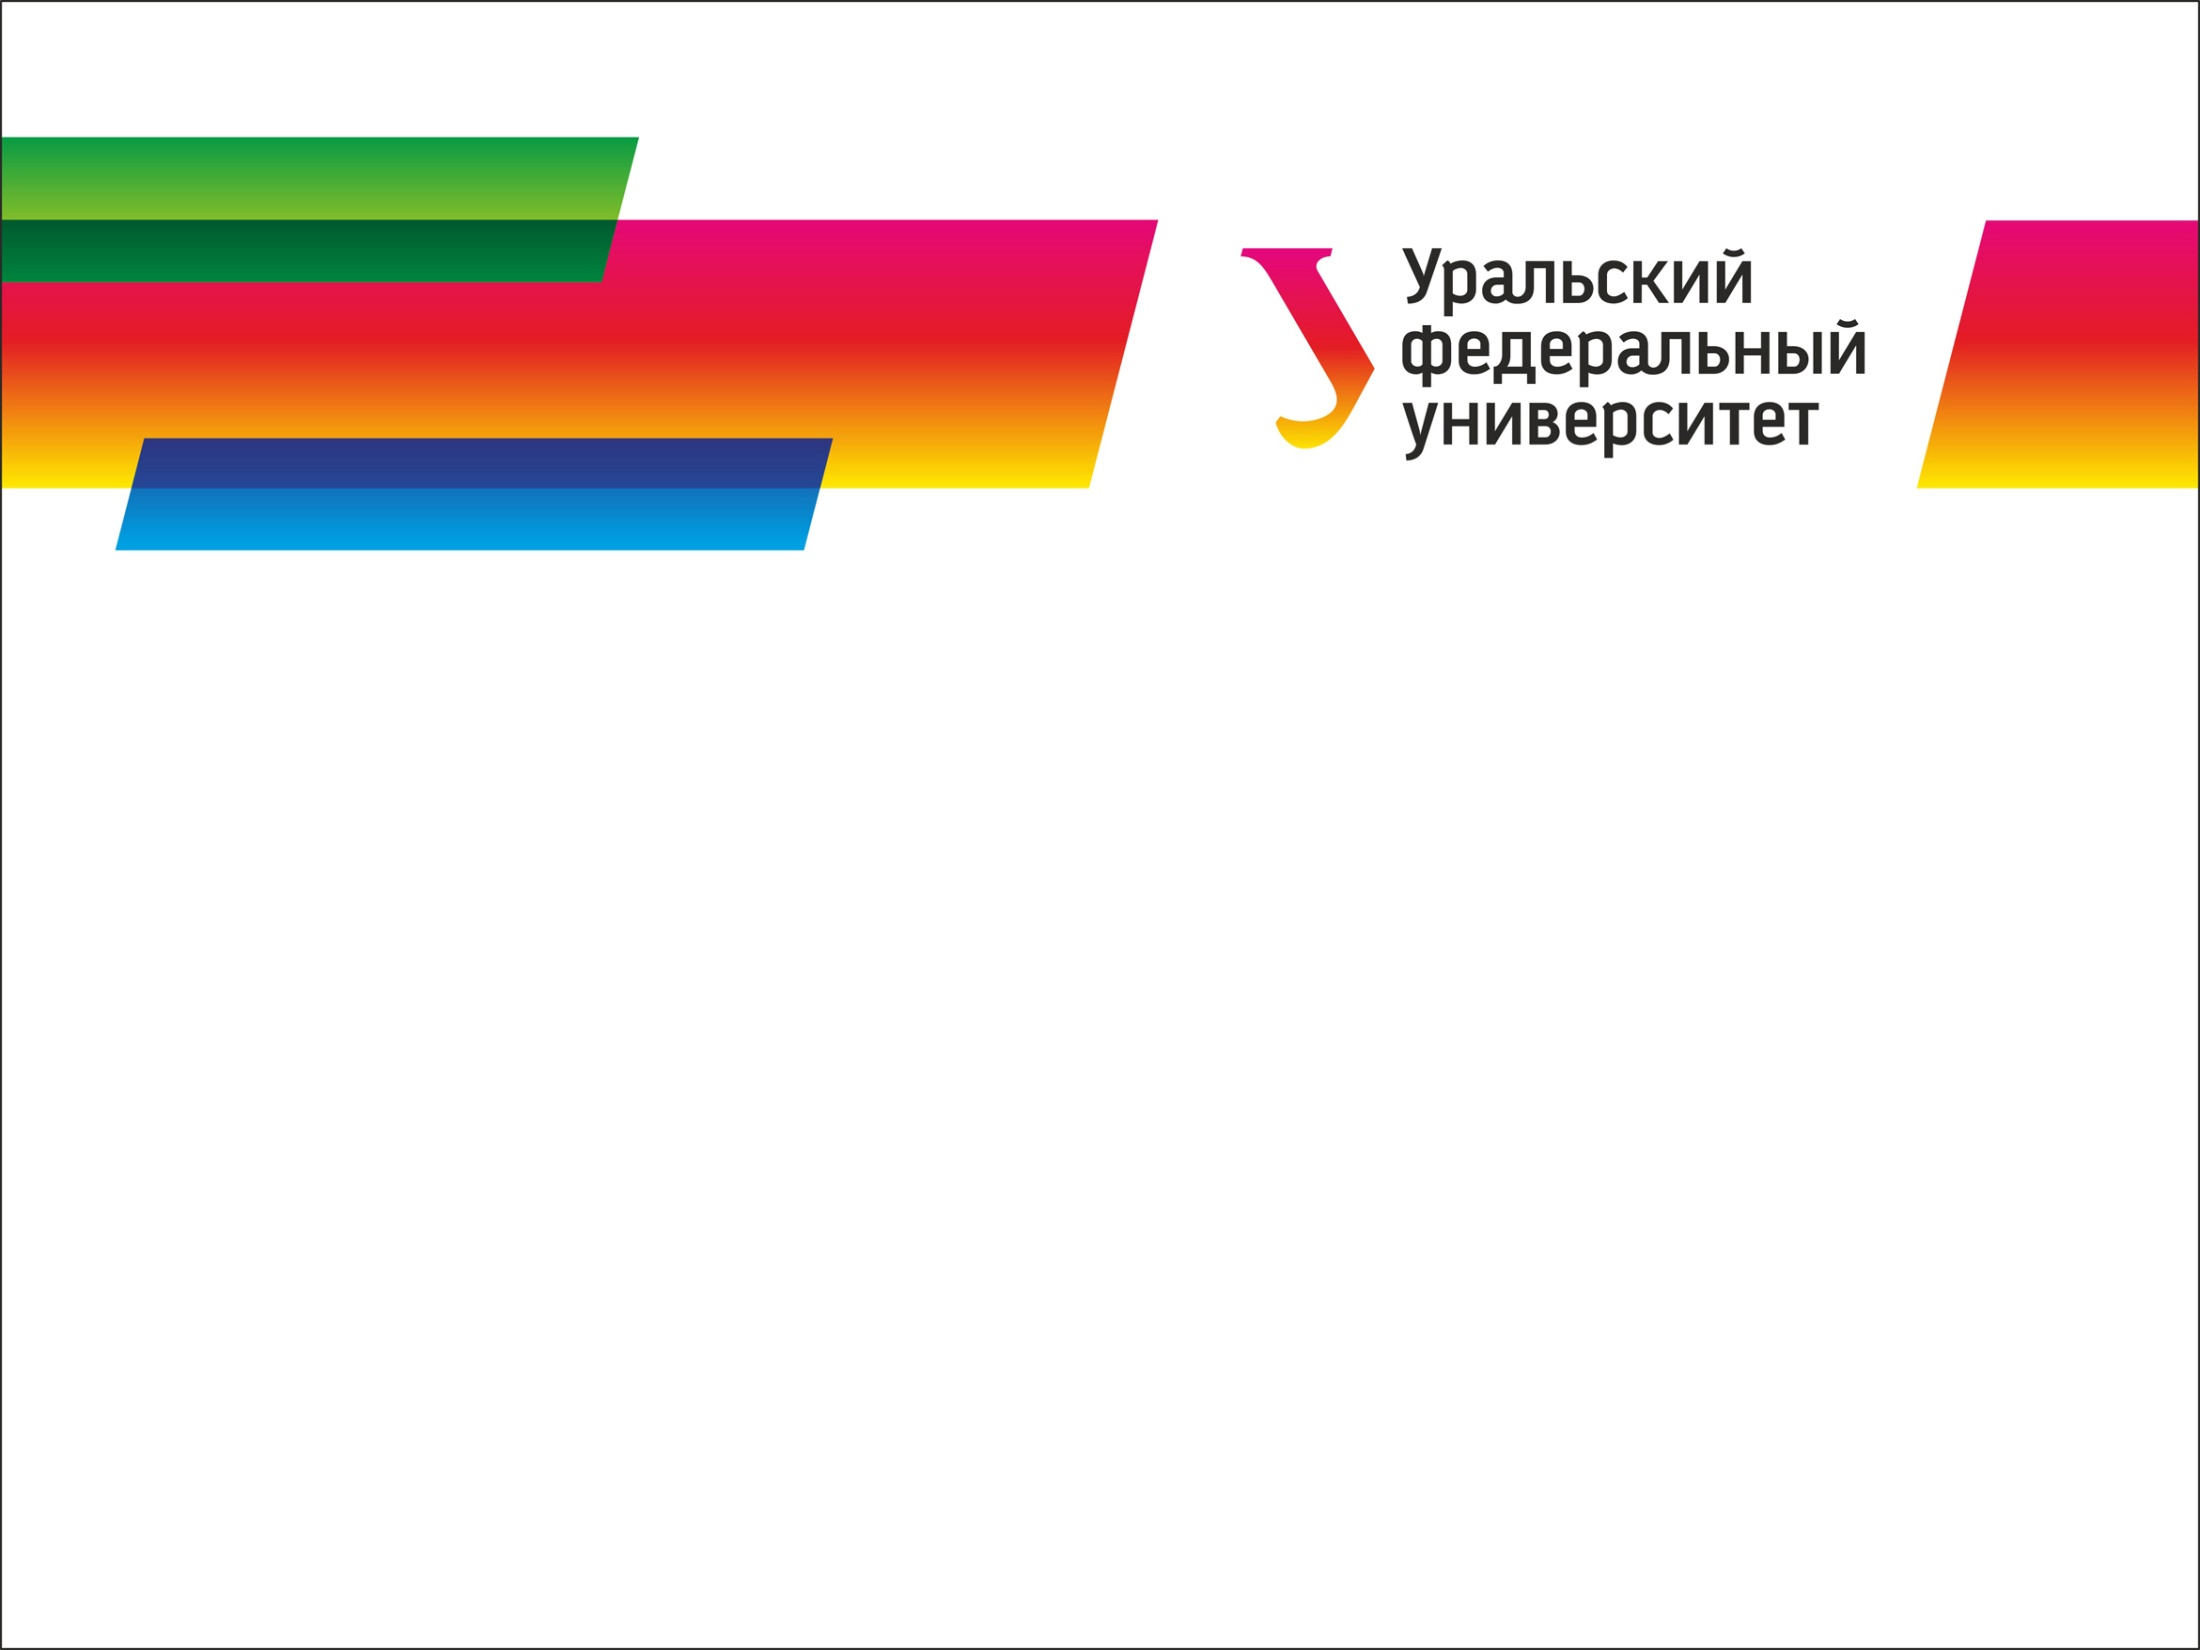 У
Уральский
федеральный
университет